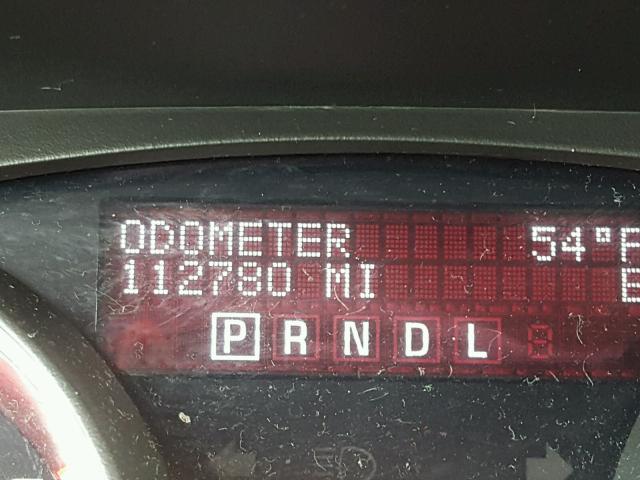 ODOMETER 54°F
112780 MI E
P R N D L